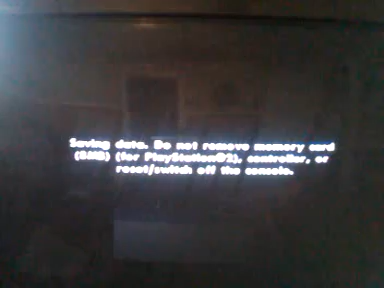 Saving data. Do not remove memory card
(8MB) (for PlayStation®2), controller, or
reset/switch off the console.